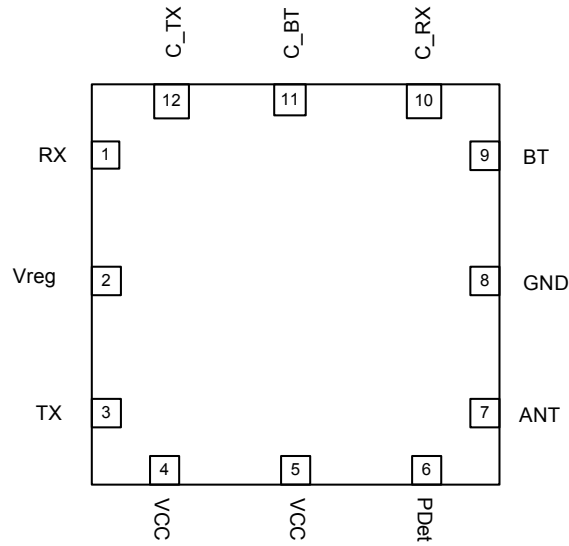 C_TX
C_BT
C_RX
12
11
10
RX
1
9
BT
Vreg
2
8
GND
TX
3
7
ANT
4
5
6
VCC
VCC
PDet